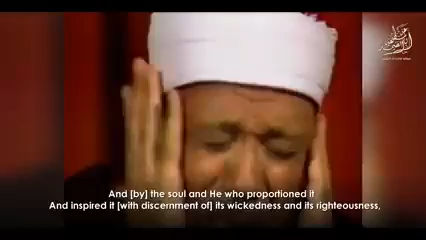 And [by] the soul and He who proportioned it
And inspired it [with discernment of] its wickedness and its righteousness,